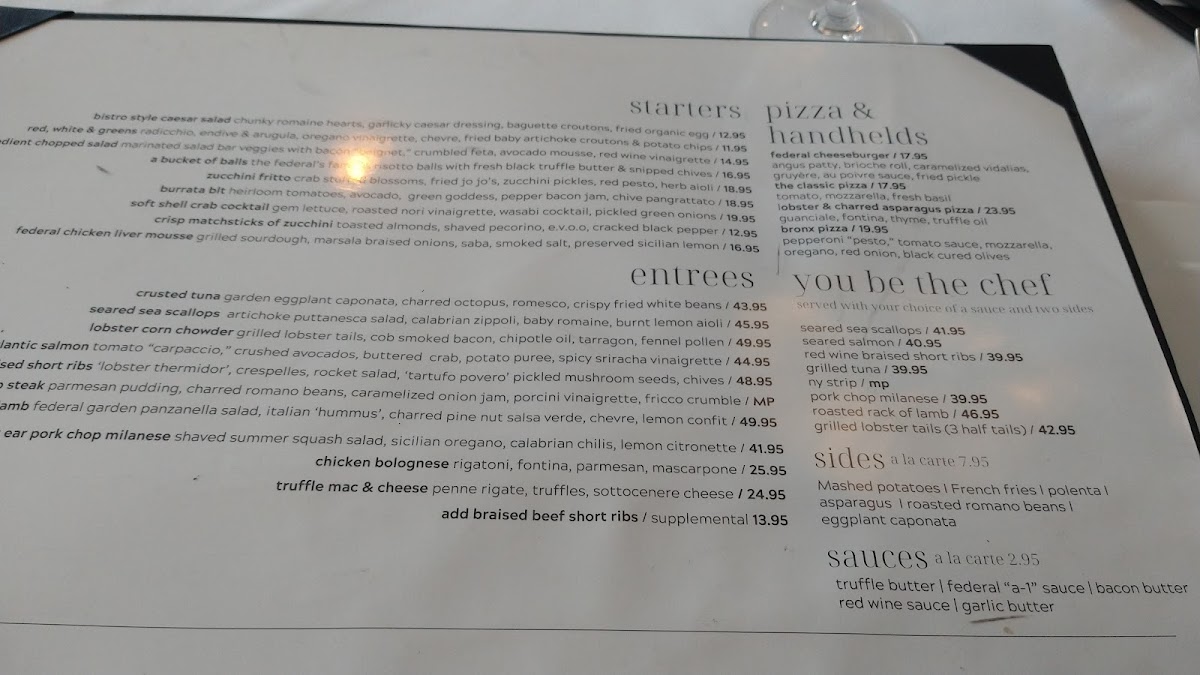 starters
bistro style caesar salad chunky romaine hearts, garlicky caesar dressing, baguette croutons, fried organic egg / 12.95
red, white & greens radicchio, endive & arugula, oregano vinaigrette, chevre, fried baby artichoke croutons & potato chips / 11.95
chopped salad marinated salad bar veggies with bacon crumbled feta, avocado mousse, red wine vinaigrette / 14.95
a bucket of balls the federal's risotto balls with fresh black truffle butter & snipped chives / 16.95
zucchini fritto crab stuffed blossoms, fried jo jo's, zucchini pickles, red pesto, herb aioli / 18.95
burrata blt heirloom tomatoes, avocado, green goddess, pepper bacon jam, chive pangrattato / 18.95
soft shell crab cocktail gem lettuce, roasted nori vinaigrette, wasabi cocktail, pickled green onions / 19.95
crisp matchsticks of zucchini toasted almonds, shaved pecorino, e.v.o.o, cracked black pepper / 12.95
federal chicken liver mousse grilled sourdough, marsala braised onions, saba, smoked salt, preserved sicilian lemon / 16.95
entrees
crusted tuna garden eggplant caponata, charred octopus, romesco, crispy fried white beans / 43.95
seared sea scallops artichoke puttanesca salad, calabrian zippoli, baby romaine, burnt lemon aioli / 45.95
lobster corn chowder grilled lobster tails, cob smoked bacon, chipotle oil, tarragon, fennel pollen / 49.95
salmon tomato "carpaccio," crushed avocados, buttered crab, potato puree, spicy sriracha vinaigrette / 44.95
short ribs 'lobster thermidor', crespelles, rocket salad, 'tartufo povero' pickled mushroom seeds, chives / 48.95
steak parmesan pudding, charred romano beans, caramelized onion jam, porcini vinaigrette, fricco crumble / MP
lamb federal garden panzanella salad, italian 'hummus', charred pine nut salsa verde, chevre, lemon confit / 49.95
ear pork chop milanese shaved summer squash salad, sicilian oregano, calabrian chilis, lemon citronette / 41.95
chicken bolognese rigatoni, fontina, parmesan, mascarpone / 25.95
truffle mac & cheese penne rigate, truffles, sottocenere cheese / 24.95
add braised beef short ribs / supplemental 13.95
pizza &
handhelds
federal cheeseburger / 17.95
angus patty, brioche roll, caramelized vidalias,
gruyère, au poivre sauce, fried pickle
the classic pizza / 17.95
tomato, mozzarella, fresh basil
lobster & charred asparagus pizza / 23.95
guanciale, fontina, thyme, truffle oil
bronx pizza / 19.95
pepperoni "pesto," tomato sauce, mozzarella,
oregano, red onion, black cured olives
you be the chef
served with your choice of a sauce and two sides
seared sea scallops / 41.95
seared salmon / 40.95
red wine braised short ribs / 39.95
grilled tuna / 39.95
ny strip / mp
pork chop milanese / 39.95
roasted rack of lamb / 46.95
grilled lobster tails (3 half tails) / 42.95
sides a la carte 7.95
Mashed potatoes | French fries | polenta |
asparagus | roasted romano beans |
eggplant caponata
sauces a la carte 2.95
truffle butter | federal "a-1" sauce | bacon butter
red wine sauce | garlic butter